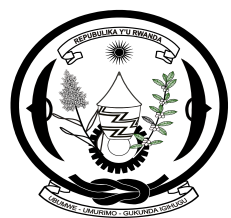 REPUBULIKA Y'U RWANDA
UBUMWE - UMURIMO - GUKUNDA IGIHUGU